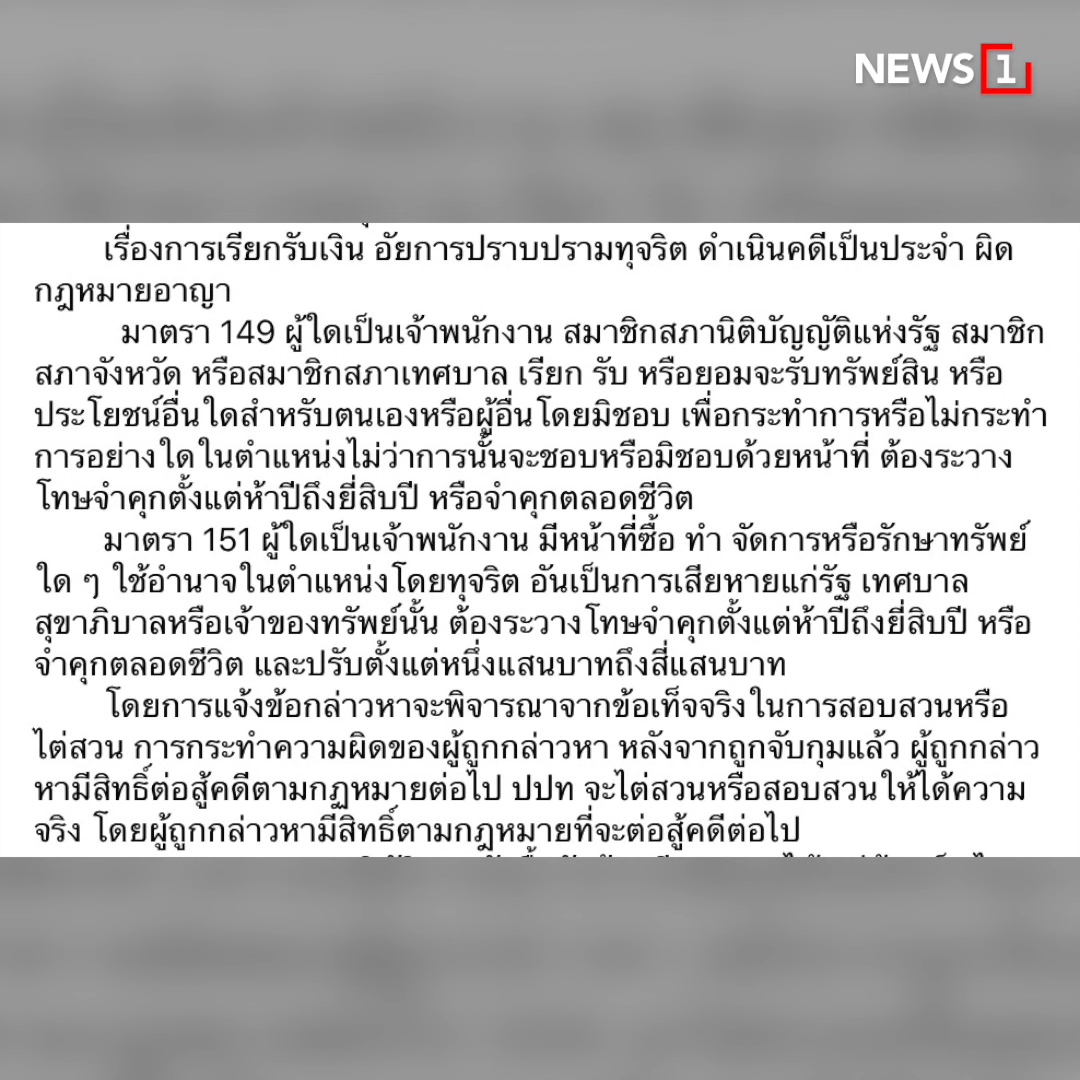 NEWS 1
เรื่องการเรียกรับเงิน อัยการปราบปรามทุจริต ดำเนินคดีเป็นประจำ ผิด
กฎหมายอาญา
มาตรา 149 ผู้ใดเป็นเจ้าพนักงาน สมาชิกสภานิติบัญญัติแห่งรัฐ สมาชิก
สภาจังหวัด หรือสมาชิกสภาเทศบาล เรียก รับ หรือยอมจะรับทรัพย์สิน หรือ
ประโยชน์อื่นใดสำหรับตนเองหรือผู้อื่นโดยมิชอบ เพื่อกระทำการหรือไม่กระทำ
การอย่างใดในตำแหน่งไม่ว่าการนั้นจะชอบหรือมิชอบด้วยหน้าที่ ต้องระวาง
โทษจำคุกตั้งแต่ห้าปีถึงยี่สิบปี หรือจำคุกตลอดชีวิต
มาตรา 151 ผู้ใดเป็นเจ้าพนักงาน มีหน้าที่ซื้อ ทำ จัดการหรือรักษาทรัพย์
ใด ๆ ใช้อำนาจในตำแหน่งโดยทุจริต อันเป็นการเสียหายแก่รัฐ เทศบาล
สุขาภิบาลหรือเจ้าของทรัพย์นั้น ต้องระวางโทษจำคุกตั้งแต่ห้าปีถึงยี่สิบปี หรือ
จำคุกตลอดชีวิต และปรับตั้งแต่หนึ่งแสนบาทถึงสี่แสนบาท
โดยการแจ้งข้อกล่าวหาจะพิจารณาจากข้อเท็จจริงในการสอบสวนหรือ
ไต่สวน การกระทำความผิดของผู้ถูกกล่าวหา หลังจากถูกจับกุมแล้ว ผู้ถูกกล่าว
หามีสิทธิ์ต่อสู้คดีตามกฏหมายต่อไป ปปท จะไต่สวนหรือสอบสวนให้ได้ความ
จริง โดยผู้ถูกกล่าวหามีสิทธิ์ตามกฎหมายที่จะต่อสู้คดีต่อไป